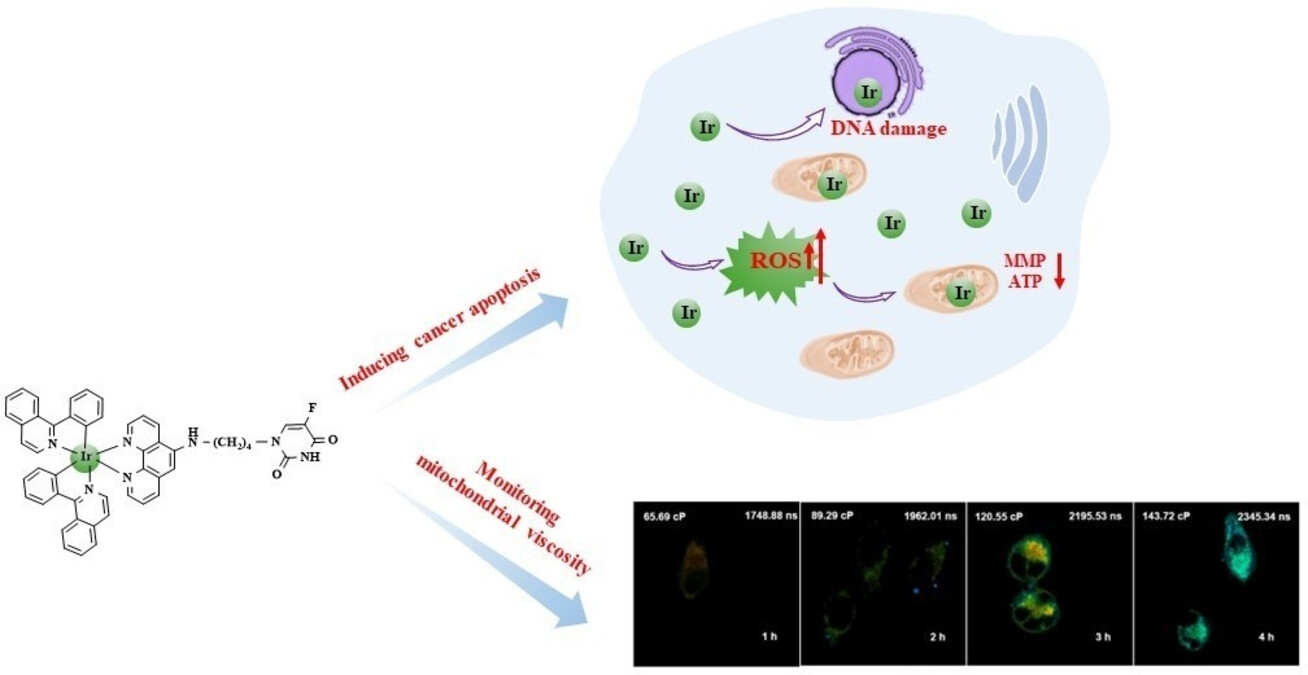 Ir
DNA damage
Ir
Ir
Ir
Ir
Ir
Ir
ROS
MMP
ATP
Ir
Ir
Inducing cancer apoptosis
F
H
N
(CH₂)₄
N
O
O
NH
N
Ir
N
N
N
Monitoring
mitochondrial viscosity
65.69 cP 1748.88 ns
1 h
89.29 cP 1962.01 ns
2 h
120.55 cP 2195.53 ns
3 h
143.72 cP 2345.34 ns
4 h